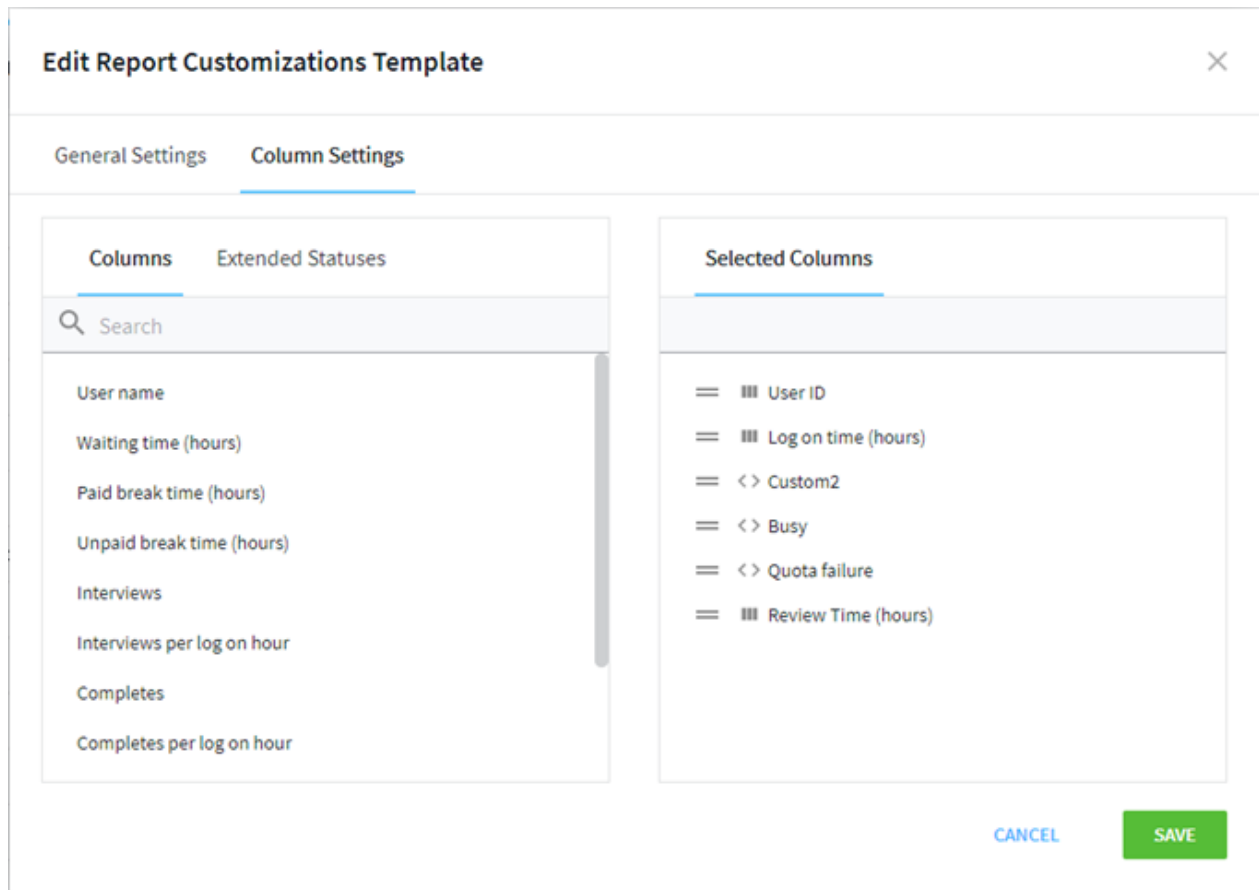 Edit Report Customizations Template
General Settings
Column Settings
Columns
Extended Statuses
Search
User name
Waiting time (hours)
Paid break time (hours)
Unpaid break time (hours)
Interviews
Interviews per log on hour
Completes
Completes per log on hour
Selected Columns
User ID
Log on time (hours)
Custom2
Busy
Quota failure
Review Time (hours)
CANCEL
SAVE